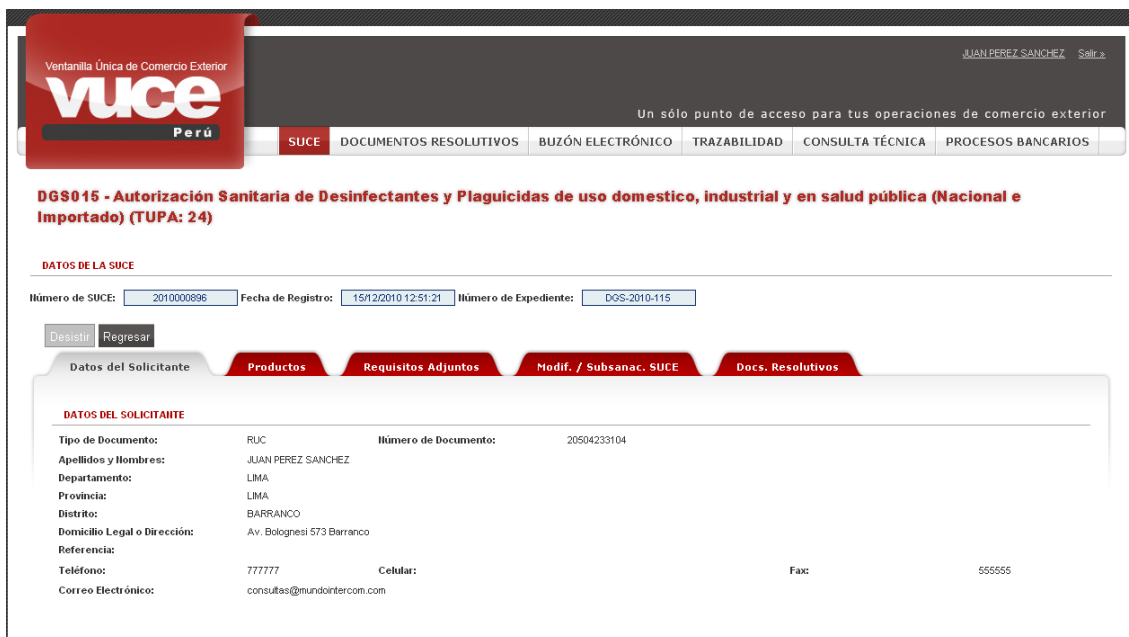 JUAN PEREZ SANCHEZ Salir »
Ventanilla Única de Comercio Exterior
vuce
Perú
Un sólo punto de acceso para tus operaciones de comercio exterior
SUCE DOCUMENTOS RESOLUTIVOS BUZÓN ELECTRÓNICO TRAZABILIDAD CONSULTA TÉCNICA PROCESOS BANCARIOS
DGS015 - Autorización Sanitaria de Desinfectantes y Plaguicidas de uso domestico, industrial y en salud pública (Nacional e
Importado) (TUPA: 24)
DATOS DE LA SUCE
Número de SUCE: 2010000896 Fecha de Registro: 15/12/2010 12:51:21 Número de Expediente: DGS-2010-115
Desistir Regresar
Datos del Solicitante Productos Requisitos Adjuntos Modif. / Subsanac. SUCE Docs. Resolutivos
DATOS DEL SOLICITANTE
Tipo de Documento: RUC Número de Documento: 20504233104
Apellidos y Nombres: JUAN PEREZ SANCHEZ
Departamento: LIMA
Provincia: LIMA
Distrito: BARRANCO
Domicilio Legal o Dirección: Av. Bolognesi 573 Barranco
Referencia:
Teléfono: 777777 Celular: Fax: 555555
Correo Electrónico: consultas@mundointercom.com